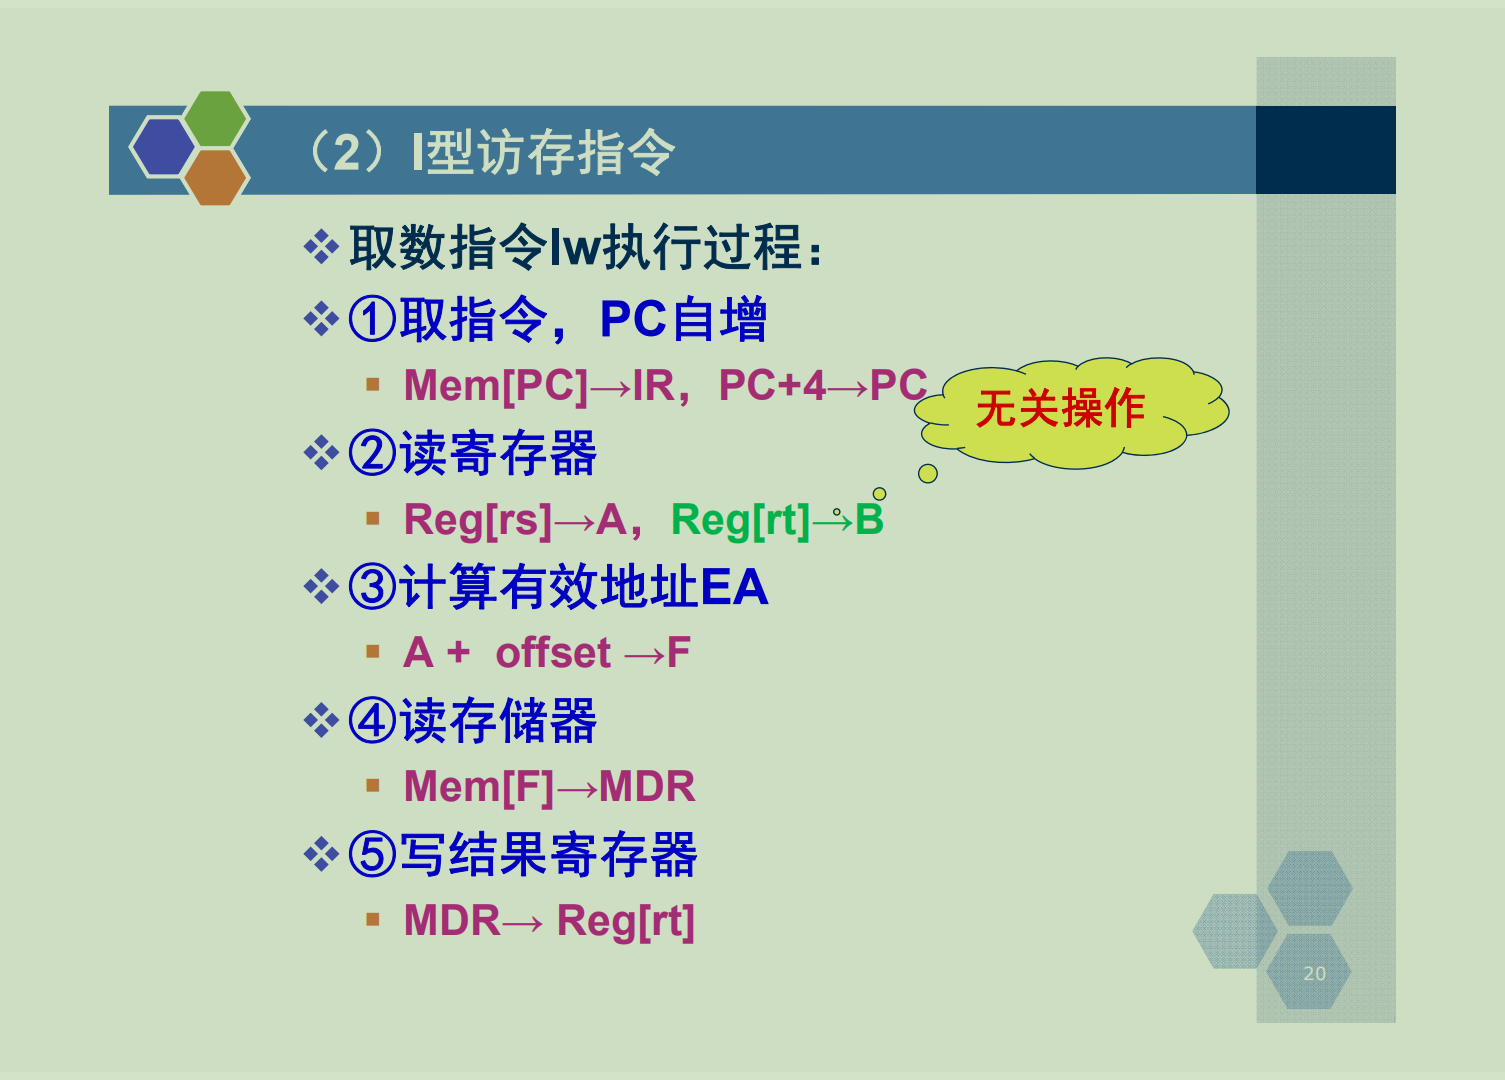 （2）I型访存指令
取数指令lw执行过程：
①取指令，PC自增
Mem[PC]→IR，PC+4→PC
无关操作
②读寄存器
Reg[rs]→A，Reg[rt]→B
③计算有效地址EA
A + offset →F
④读存储器
Mem[F]→MDR
⑤写结果寄存器
MDR→ Reg[rt]
20